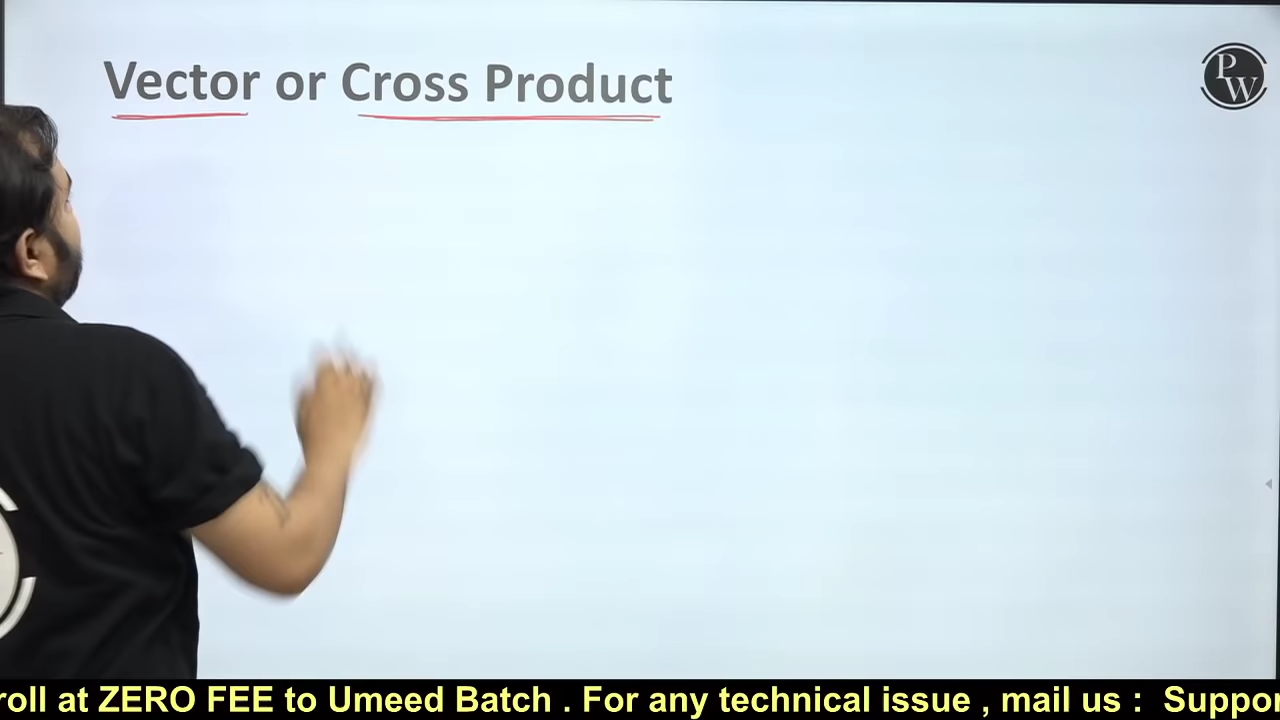 Vector or Cross Product
PW
roll at ZERO FEE to Umeed Batch . For any technical issue , mail us : Suppor